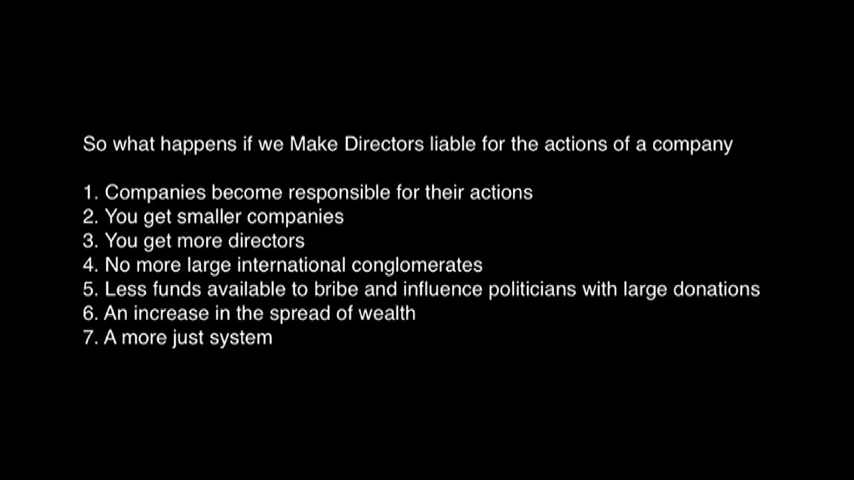 So what happens if we Make Directors liable for the actions of a company
1. Companies become responsible for their actions
2. You get smaller companies
3. You get more directors
4. No more large international conglomerates
5. Less funds available to bribe and influence politicians with large donations
6. An increase in the spread of wealth
7. A more just system